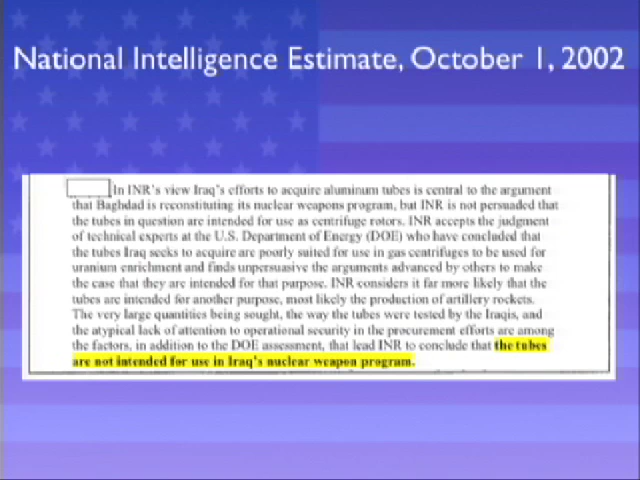 National Intelligence Estimate, October 1, 2002
In INR's view Iraq's efforts to acquire aluminum tubes is central to the argument
that Baghdad is reconstituting its nuclear weapons program, but INR is not persuaded that
the tubes in question are intended for use as centrifuge rotors. INR accepts the judgment
of technical experts at the U.S. Department of Energy (DOE) who have concluded that
the tubes Iraq seeks to acquire are poorly suited for use in gas centrifuges to be used for
uranium enrichment and finds unpersuasive the arguments advanced by others to make
the case that they are intended for that purpose. INR considers it far more likely that the
tubes are intended for another purpose, most likely the production of artillery rockets.
The very large quantities being sought, the way the tubes were tested by the Iraqis, and
the atypical lack of attention to operational security in the procurement efforts are among
the factors, in addition to the DOE assessment, that lead INR to conclude that the tubes
are not intended for use in Iraq's nuclear weapon program.